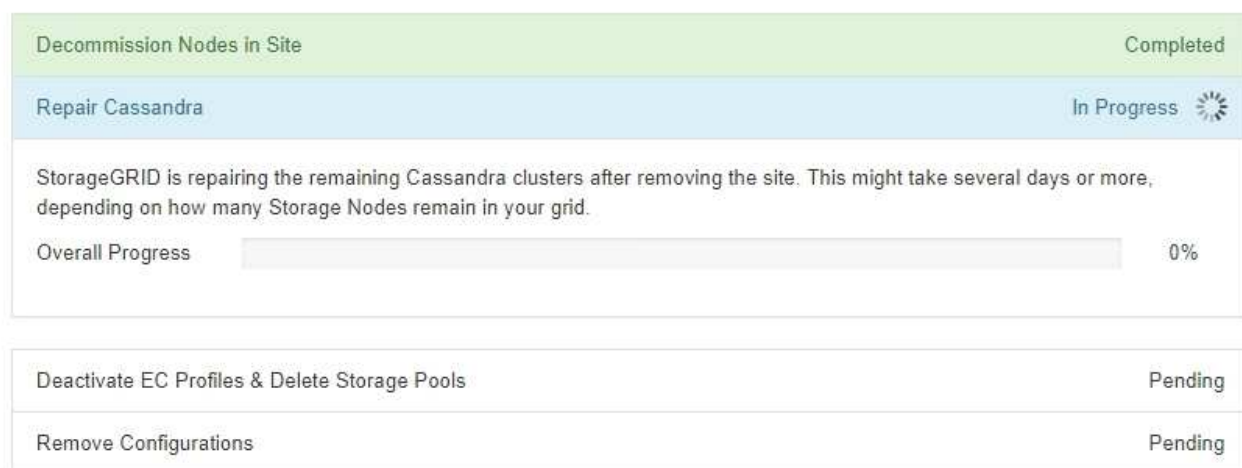 Decommission Nodes in Site Completed
Repair Cassandra In Progress
StorageGRID is repairing the remaining Cassandra clusters after removing the site. This might take several days or more,
depending on how many Storage Nodes remain in your grid.
Overall Progress 0%
Deactivate EC Profiles & Delete Storage Pools Pending
Remove Configurations Pending